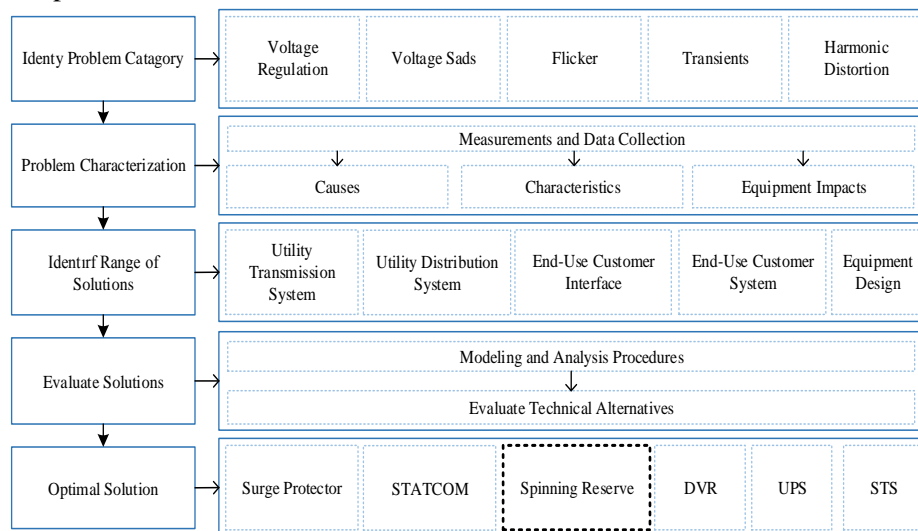 Identy Problem Catagory
Voltage
Regulation
Voltage Sads
Flicker
Transients
Harmonic
Distortion
Problem Characterization
Measurements and Data Collection
Causes
Characteristics
Equipment Impacts
Identırf Range of
Solutions
Utility
Transmission
System
Utility Distribution
System
End-Use Customer
Interface
End-Use Customer
System
Equipment
Design
Evaluate Solutions
Modeling and Analysis Procedures
Evaluate Technical Alternatives
Optimal Solution
Surge Protector
STATCOM
Spinning Reserve
DVR
UPS
STS